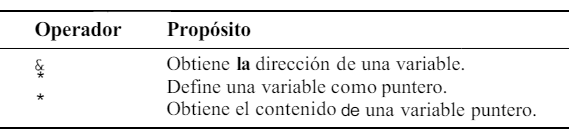 Operador Propósito
& Obtiene la dirección de una variable.
* Define una variable como puntero.
* Obtiene el contenido de una variable puntero.